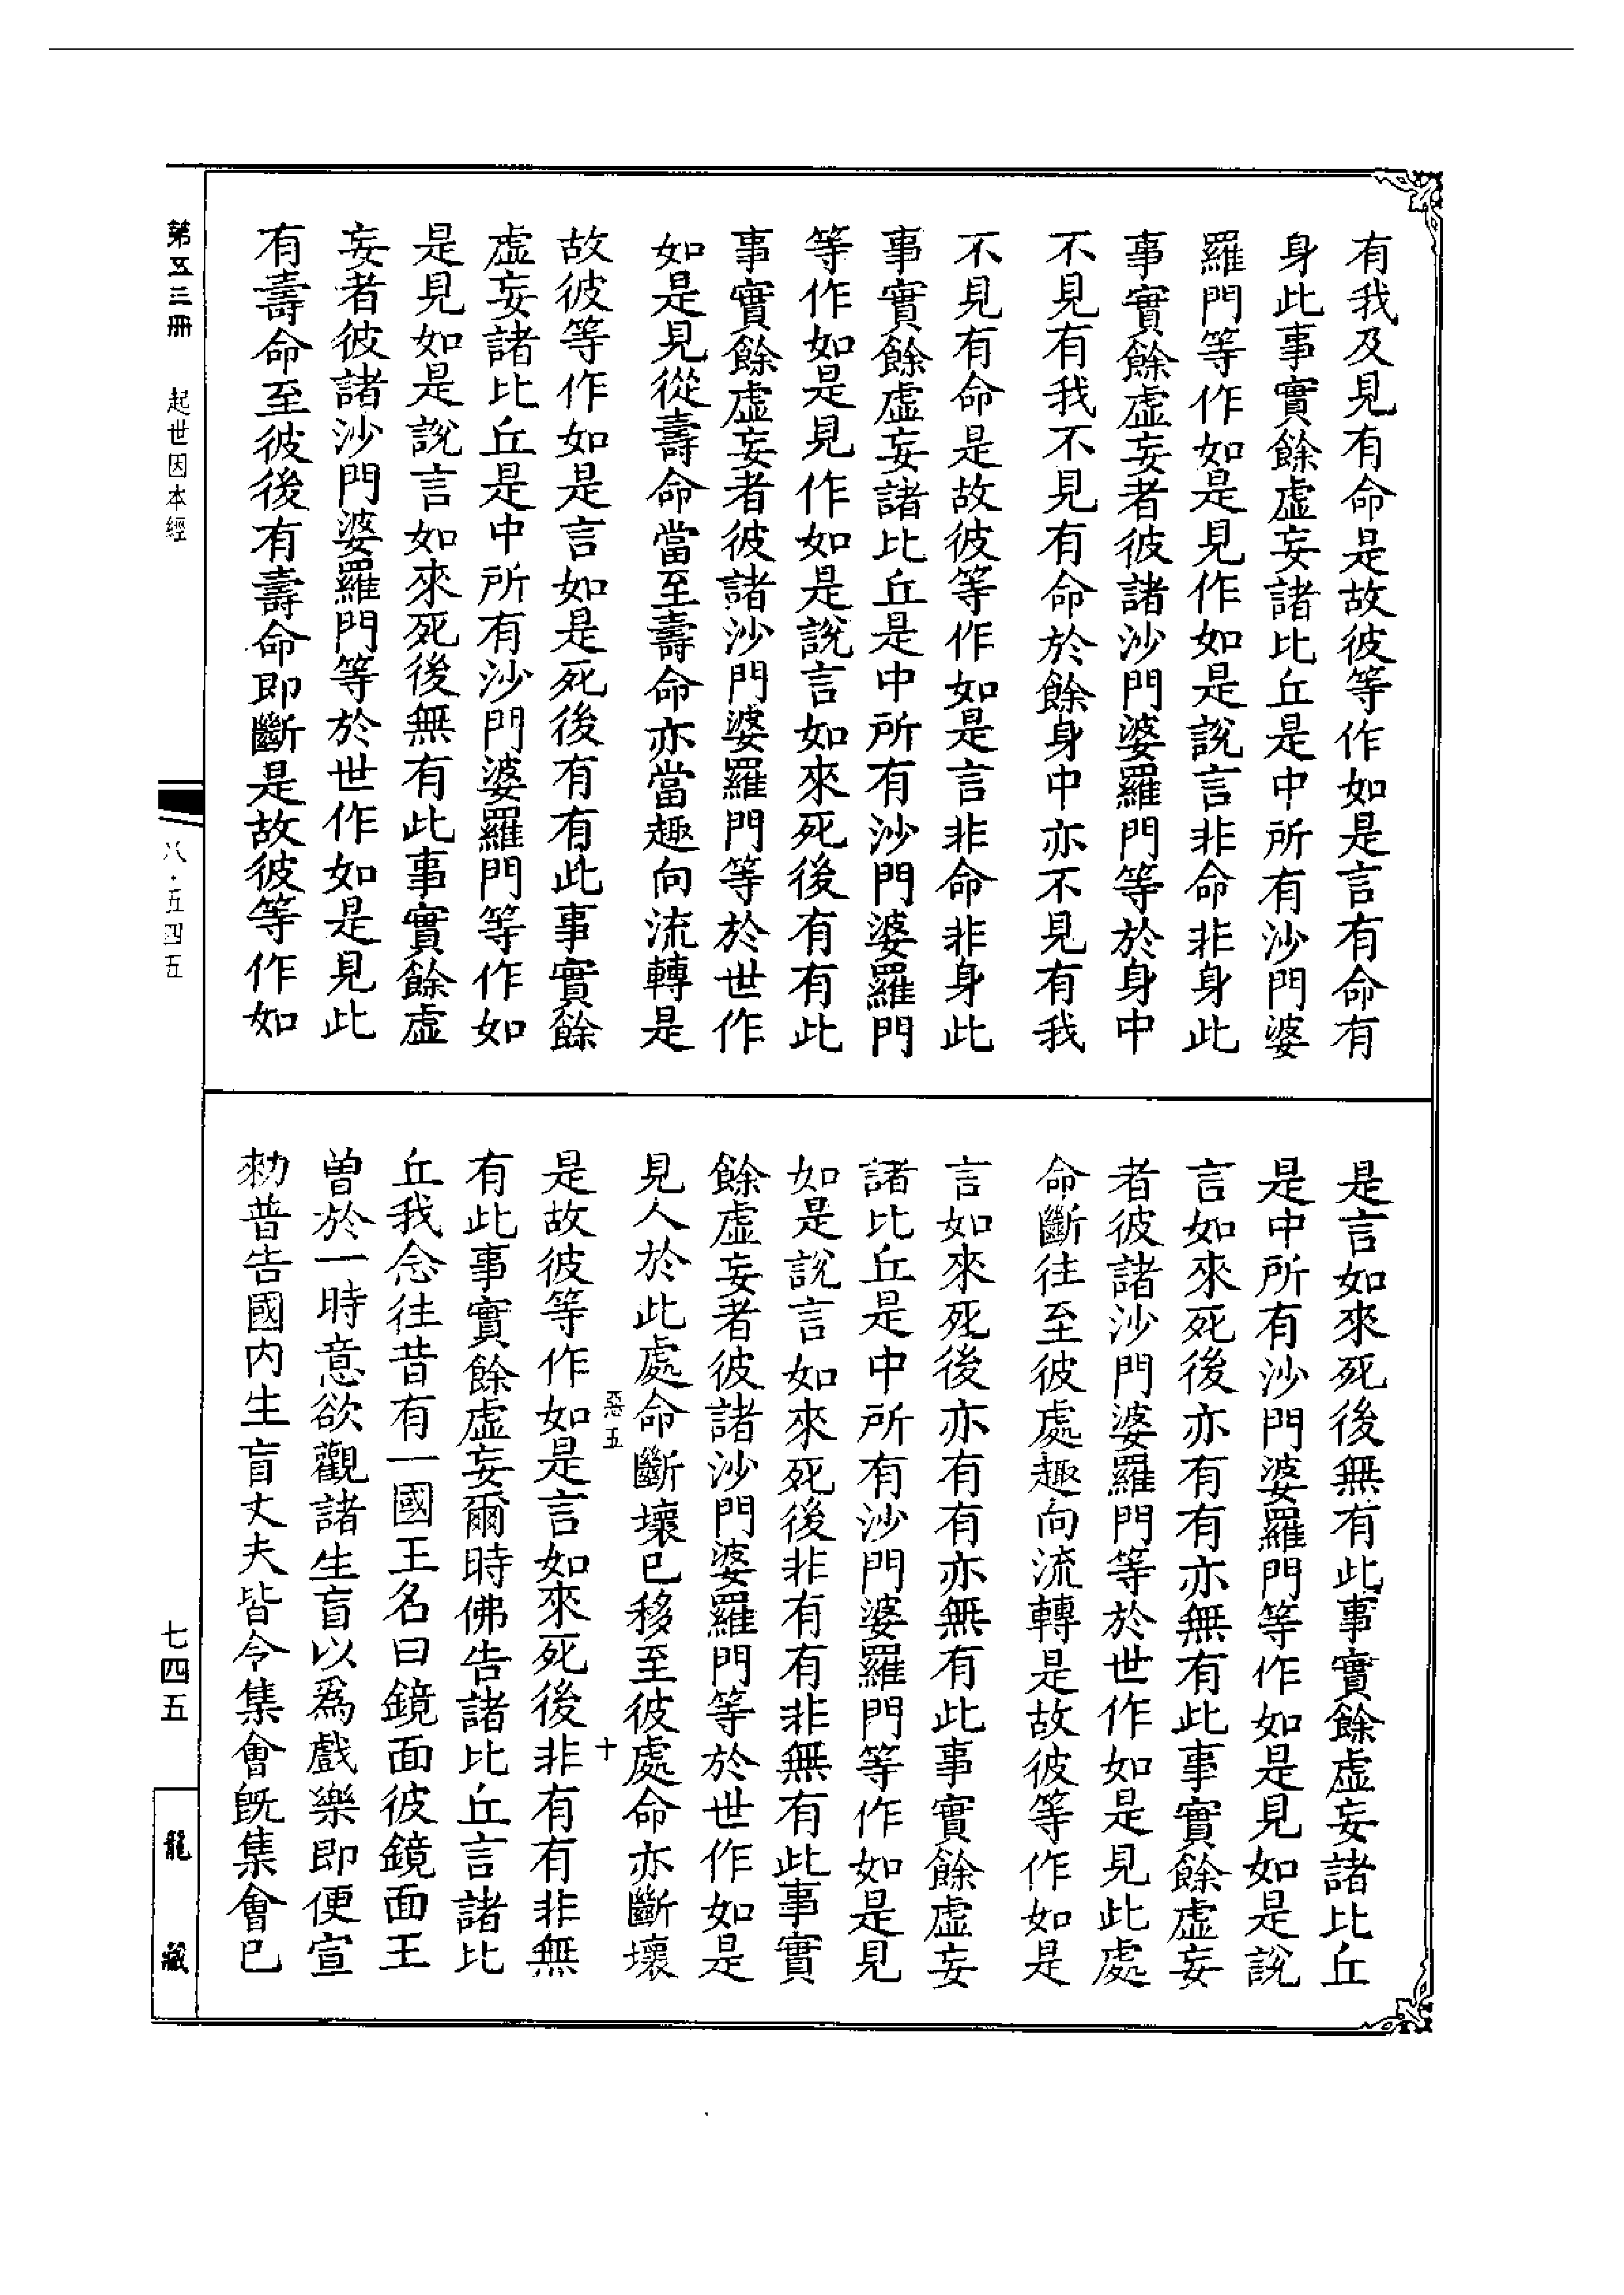 有我及見有命是故彼等作如是言有命有
身此事實餘虛妄諸比丘是中所有沙門婆
羅門等作如是見作如是說言非命非身此
事實餘虛妄者彼諸沙門婆羅門等於身中
不見有我不見有命於餘身中亦不見有我
不見有命是故彼等作如是言非命非身此
事實餘虛妄諸比丘是中所有沙門婆羅門
等作如是見作如是說言如來死後有有此
事實餘虛妄者彼諸沙門婆羅門等於世作
如是見從壽命當至壽命亦當趣向流轉是
故彼等作如是言如是死後有有此事實餘
虛妄諸比丘是中所有沙門婆羅門等作如
是見如是說言如來死後無有此事實餘虛
妄者彼諸沙門婆羅門等於世作如是見此
有壽命至彼後有壽命即斷是故彼等作如
是言如來死後無有此事實餘虛妄諸比丘
是中所有沙門婆羅門等作如是見如是說
言如來死後亦有有亦無有此事實餘虛妄
者彼諸沙門婆羅門等於世作如是見此處
命斷往至彼處趣向流轉是故彼等作如是
言如來死後亦有有亦無有此事實餘虛妄
諸比丘是中所有沙門婆羅門等作如是見
如是說言如來死後非有有非無有此事實
餘虛妄者彼諸沙門婆羅門等於世作如是
見人於此處命斷壞已移至彼處命亦斷壞
惡五 十
是故彼等作如是言如來死後非有有非無
有此事實餘虛妄爾時佛告諸比丘言諸比
丘我念往昔有一國王名曰鏡面彼鏡面王
曾於一時意欲觀諸生盲以爲戲樂即便宣
勑普告國内生盲丈夫皆令集會既集會已
第五三冊 起世因本經
八·五四五
七四五
龍藏